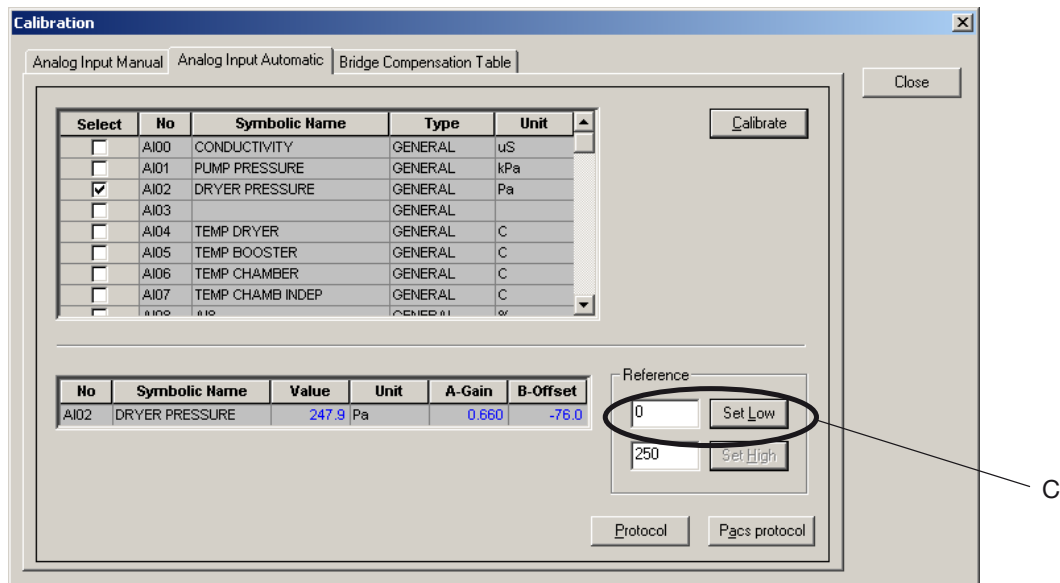 Calibration
Analog Input Manual Analog Input Automatic Bridge Compensation Table
Close
Select No Symbolic Name Type Unit
Calibrate
AI00 CONDUCTIVITY GENERAL uS
AI01 PUMP PRESSURE GENERAL kPa
AI02 DRYER PRESSURE GENERAL Pa
AI03 GENERAL
AI04 TEMP DRYER GENERAL C
AI05 TEMP BOOSTER GENERAL C
AI06 TEMP CHAMBER GENERAL C
AI07 TEMP CHAMB INDEP GENERAL C
AI08 AI8 GENERAL %
Reference
No Symbolic Name Value Unit A-Gain B-Offset
AI02 DRYER PRESSURE 247.9 Pa 0.660 -76.0
0 Set Low
250 Set High
C
Protocol Pacs protocol